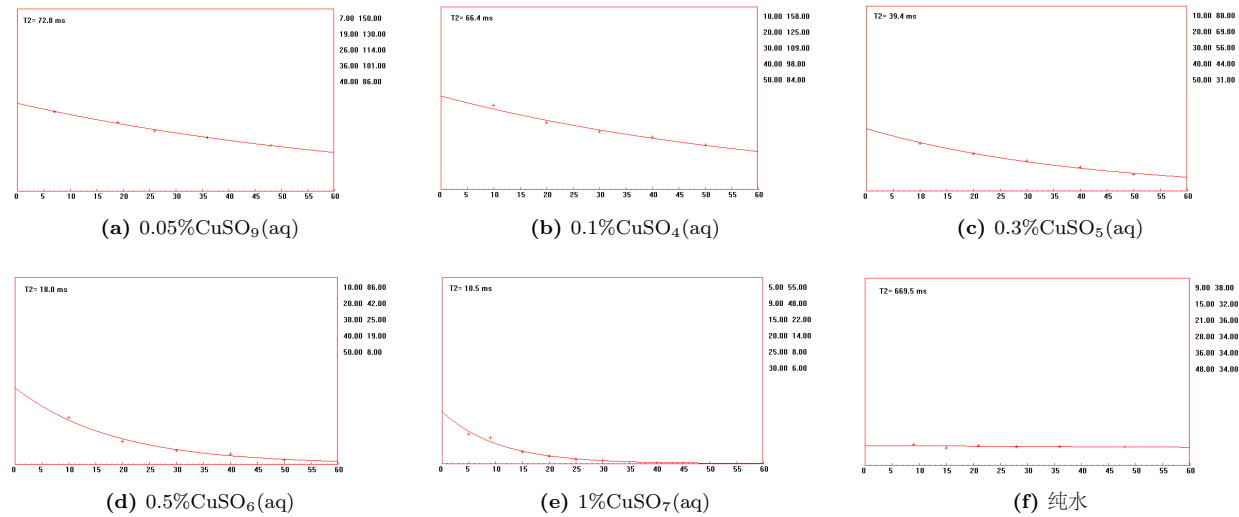 T2= 72.8 ms
7.00 150.00
19.00 130.00
26.00 114.00
36.00 101.00
48.00 86.00
0 5 10 15 20 25 30 35 40 45 50 55 60
(a) 0.05%CuSO₉(aq)
T2= 66.4 ms
10.00 158.00
20.00 125.00
30.00 109.00
40.00 98.00
50.00 84.00
0 5 10 15 20 25 30 35 40 45 50 55 60
(b) 0.1%CuSO₄(aq)
T2= 39.4 ms
10.00 88.00
20.00 69.00
30.00 56.00
40.00 44.00
50.00 31.00
0 5 10 15 20 25 30 35 40 45 50 55 60
(c) 0.3%CuSO₅(aq)
T2= 18.0 ms
10.00 86.00
20.00 42.00
30.00 25.00
40.00 19.00
50.00 8.00
0 5 10 15 20 25 30 35 40 45 50 55 60
(d) 0.5%CuSO₆(aq)
T2= 10.5 ms
5.00 55.00
9.00 48.00
15.00 22.00
20.00 14.00
25.00 8.00
30.00 6.00
0 5 10 15 20 25 30 35 40 45 50 55 60
(e) 1%CuSO₇(aq)
T2= 669.5 ms
9.00 38.00
15.00 32.00
21.00 36.00
28.00 34.00
36.00 34.00
48.00 34.00
0 5 10 15 20 25 30 35 40 45 50 55 60
(f) 纯水